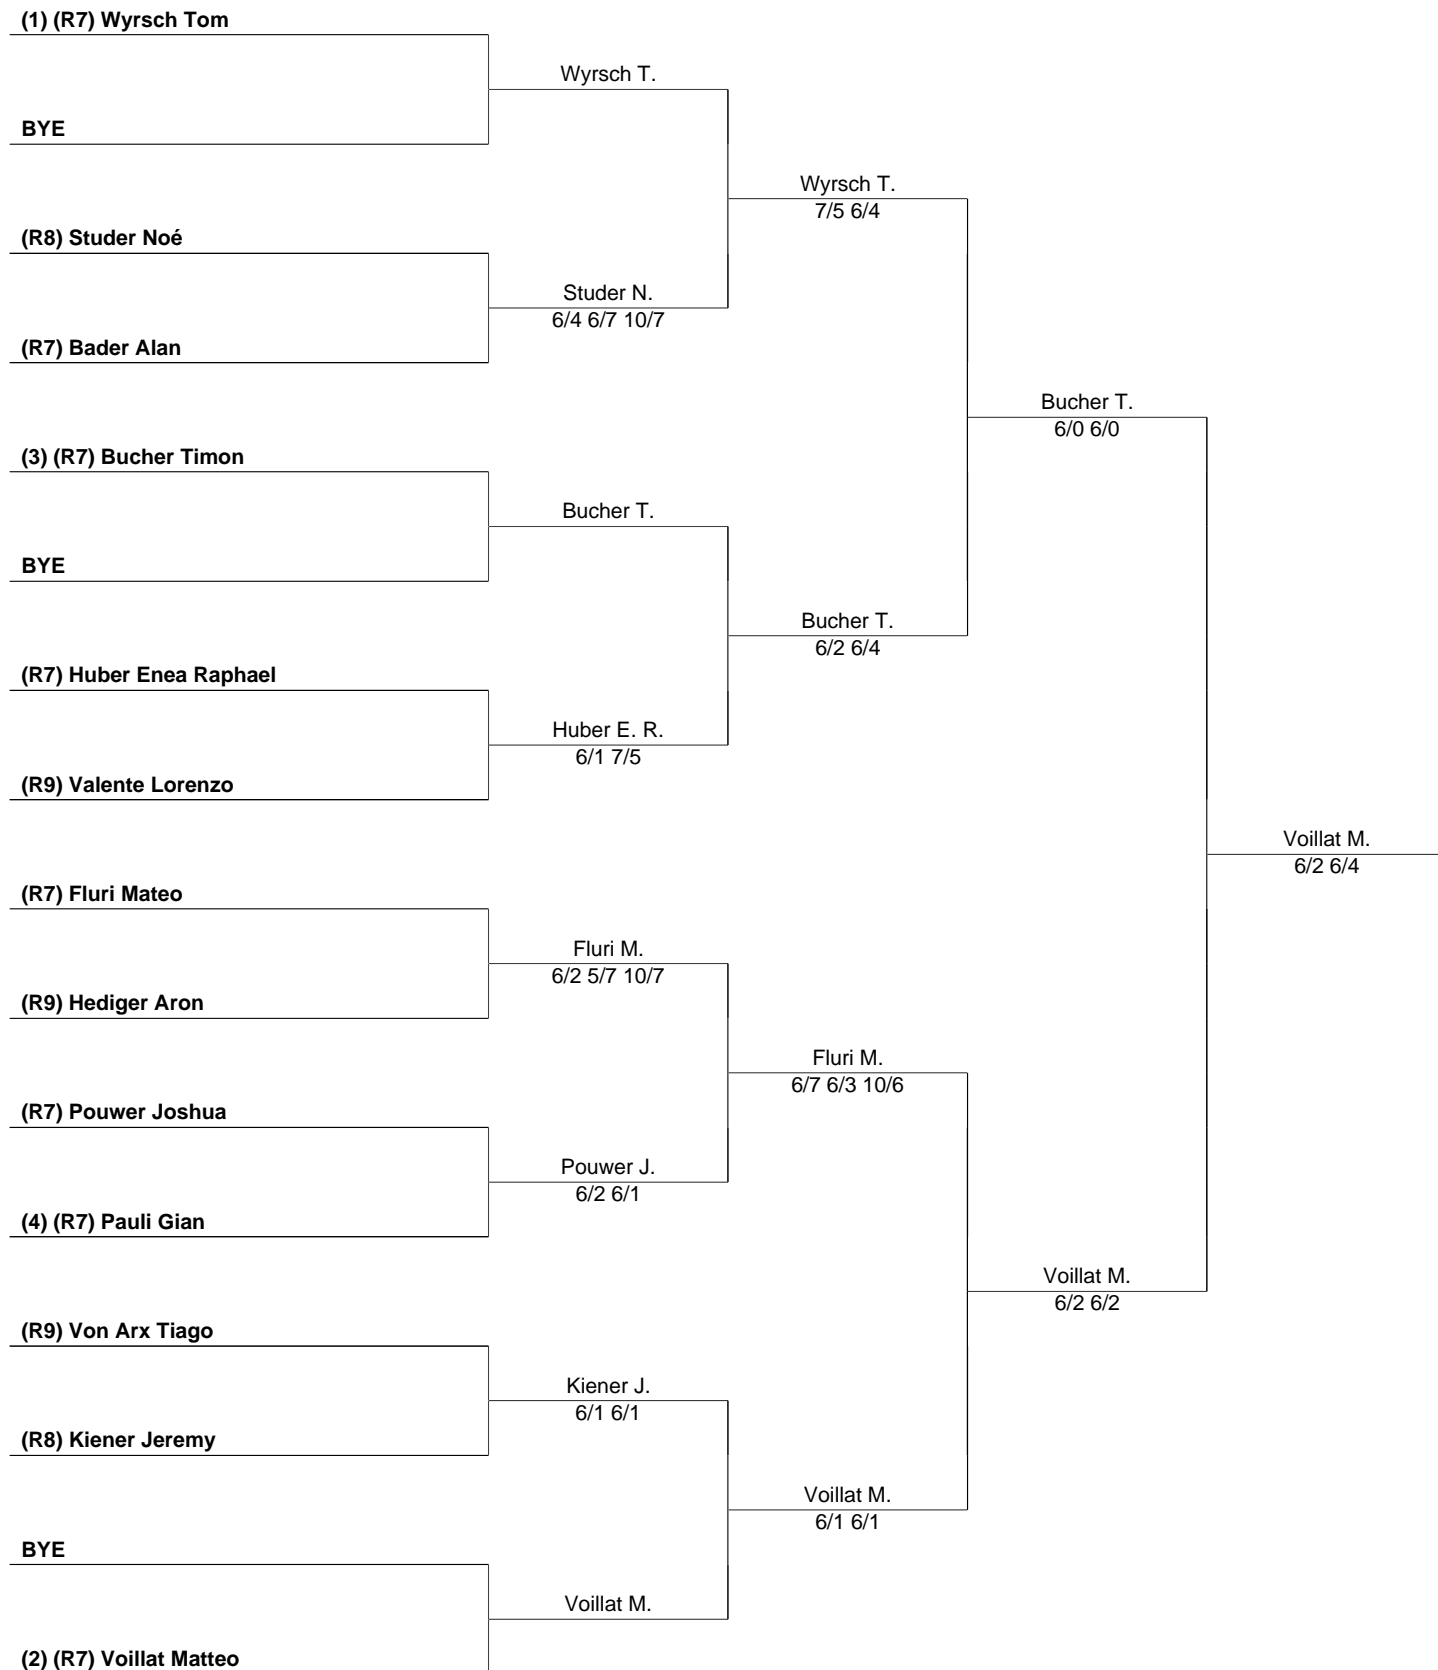 (1) (R7) Wyrsch Tom
Wyrsch T.
BYE
Wyrsch T.
7/5 6/4
(R8) Studer Noé
Studer N.
6/4 6/7 10/7
(R7) Bader Alan
Bucher T.
6/0 6/0
(3) (R7) Bucher Timon
Bucher T.
BYE
Bucher T.
6/2 6/4
(R7) Huber Enea Raphael
Huber E. R.
6/1 7/5
(R9) Valente Lorenzo
Voillat M.
6/2 6/4
(R7) Fluri Mateo
Fluri M.
6/2 5/7 10/7
(R9) Hediger Aron
Fluri M.
6/7 6/3 10/6
(R7) Pouwer Joshua
Pouwer J.
6/2 6/1
(4) (R7) Pauli Gian
Voillat M.
6/2 6/2
(R9) Von Arx Tiago
Kiener J.
6/1 6/1
(R8) Kiener Jeremy
Voillat M.
6/1 6/1
BYE
Voillat M.
(2) (R7) Voillat Matteo